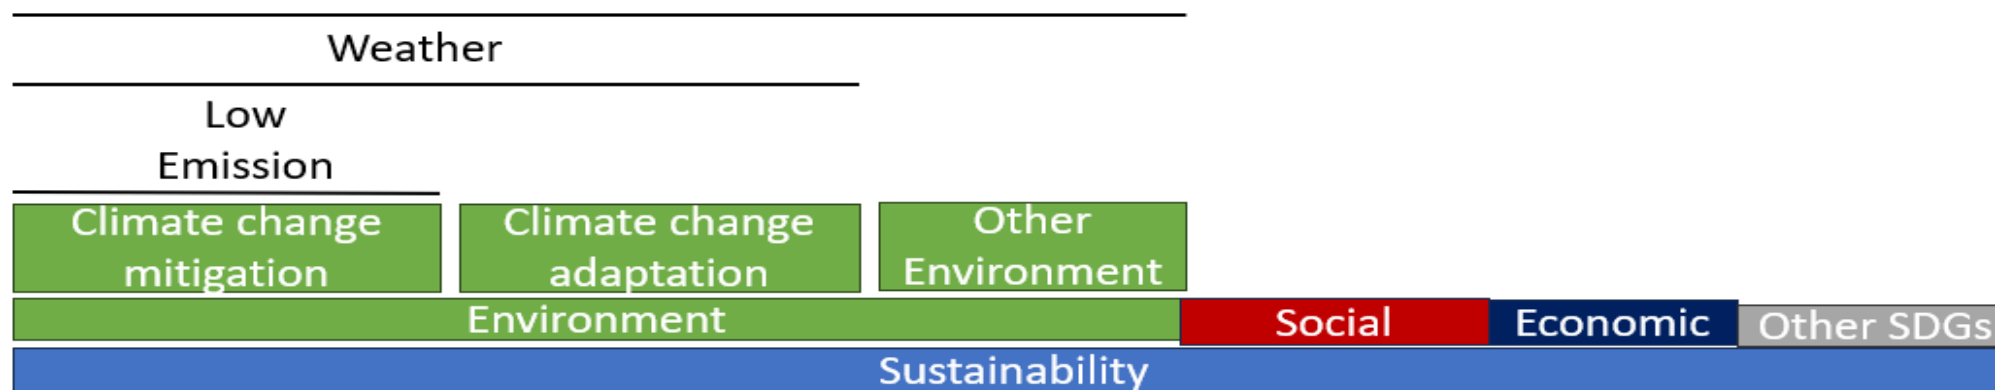 Weather
Low
Emission
Climate change
mitigation
Climate change
adaptation
Other
Environment
Environment
Social
Economic
Other SDGs
Sustainability